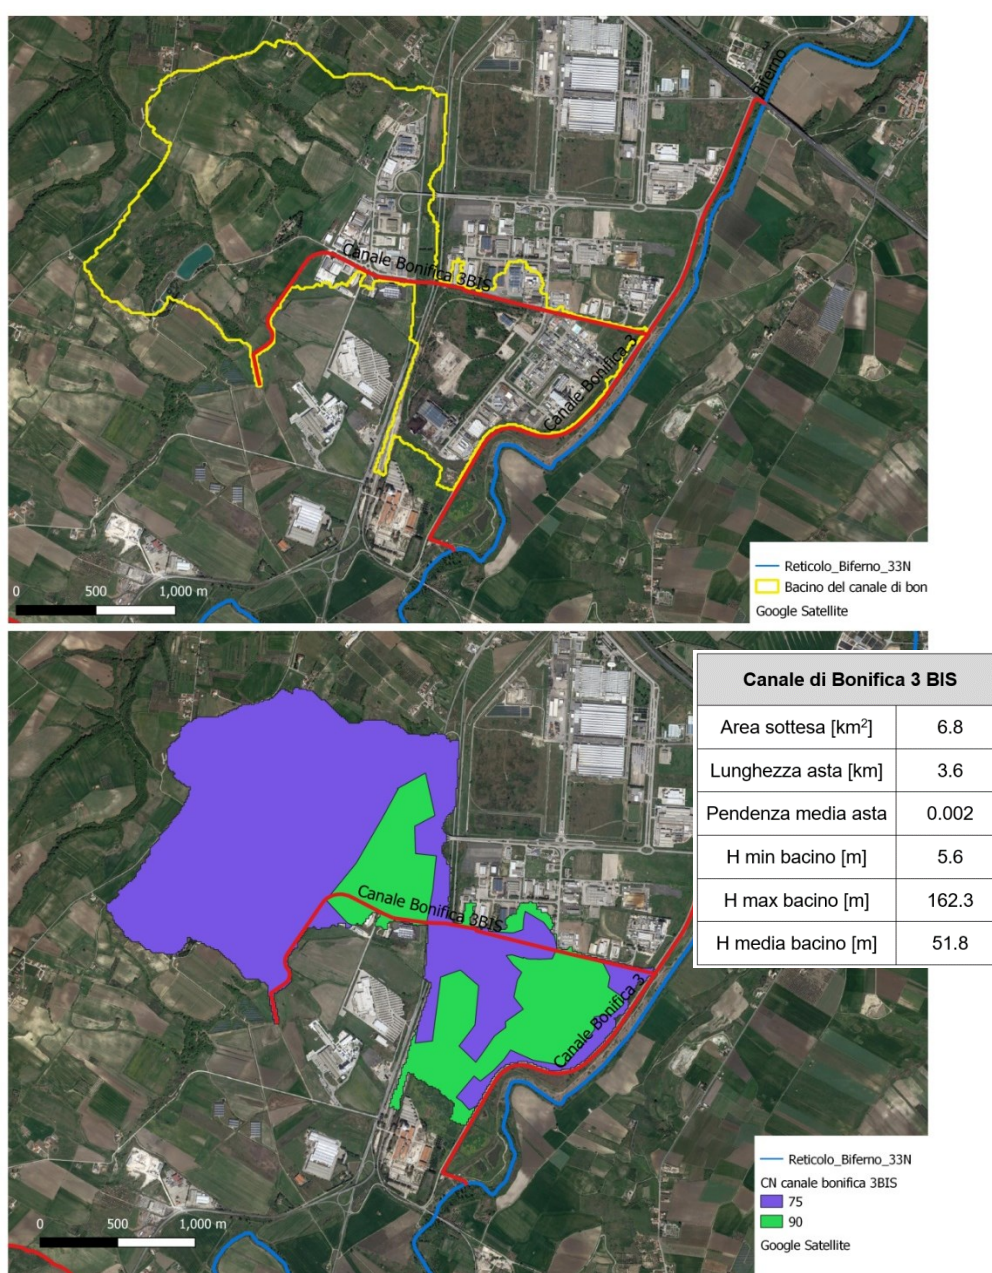 Biferno
Canale Bonifica 3BIS
Canale Bonifica 3
Reticolo_Biferno_33N
Bacino del canale di bon
Google Satellite
0 500 1,000 m
Canale di Bonifica 3 BIS
Area sottesa [km²] 6.8
Lunghezza asta [km] 3.6
Pendenza media asta 0.002
H min bacino [m] 5.6
H max bacino [m] 162.3
H media bacino [m] 51.8
Canale Bonifica 3BIS
Canale Bonifica 3
Reticolo_Biferno_33N
CN canale bonifica 3BIS
75
90
Google Satellite
0 500 1,000 m